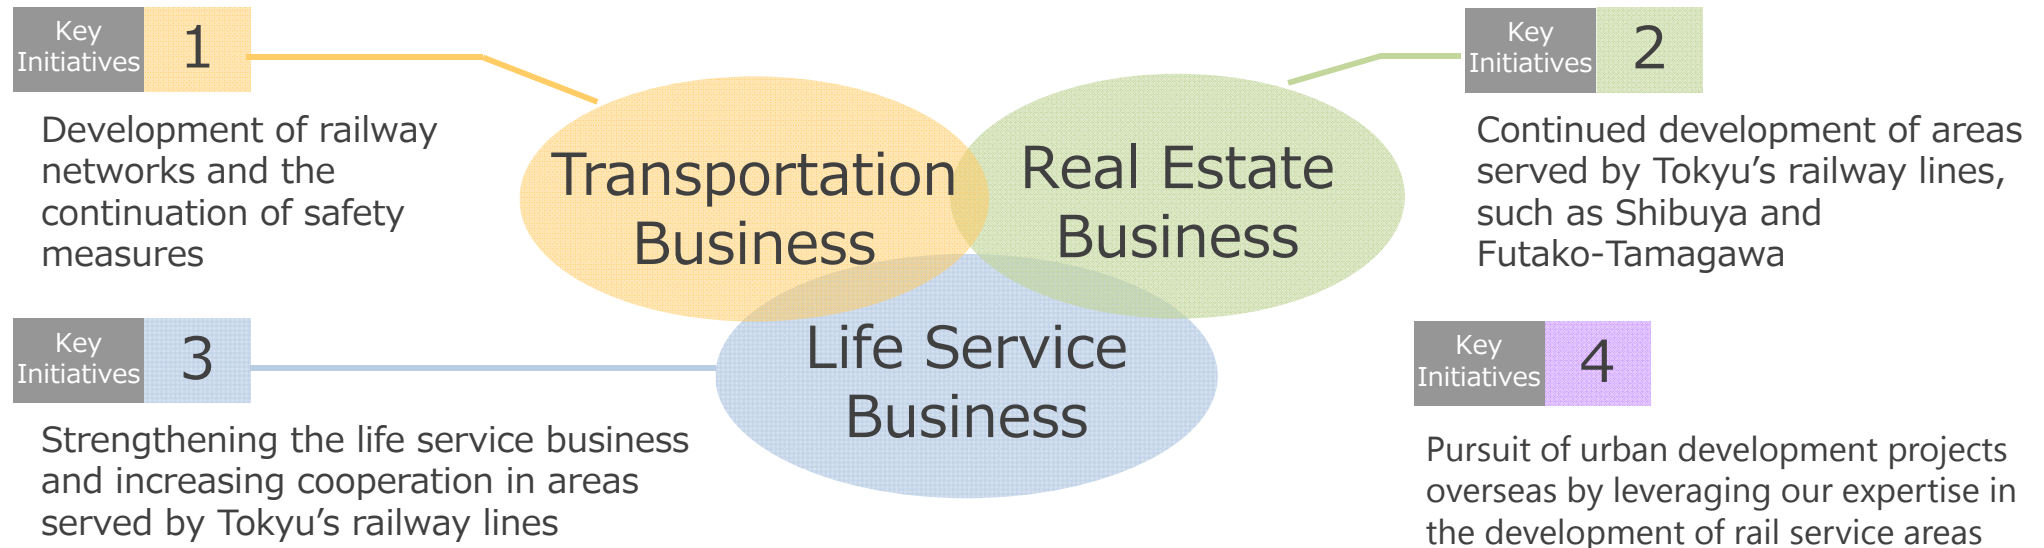 Key
Initiatives
1
Development of railway
networks and the
continuation of safety
measures
Transportation
Business
Real Estate
Business
Key
Initiatives
2
Continued development of areas
served by Tokyu’s railway lines,
such as Shibuya and
Futako-Tamagawa
Key
Initiatives
3
Strengthening the life service business
and increasing cooperation in areas
served by Tokyu’s railway lines
Life Service
Business
Key
Initiatives
4
Pursuit of urban development projects
overseas by leveraging our expertise in
the development of rail service areas